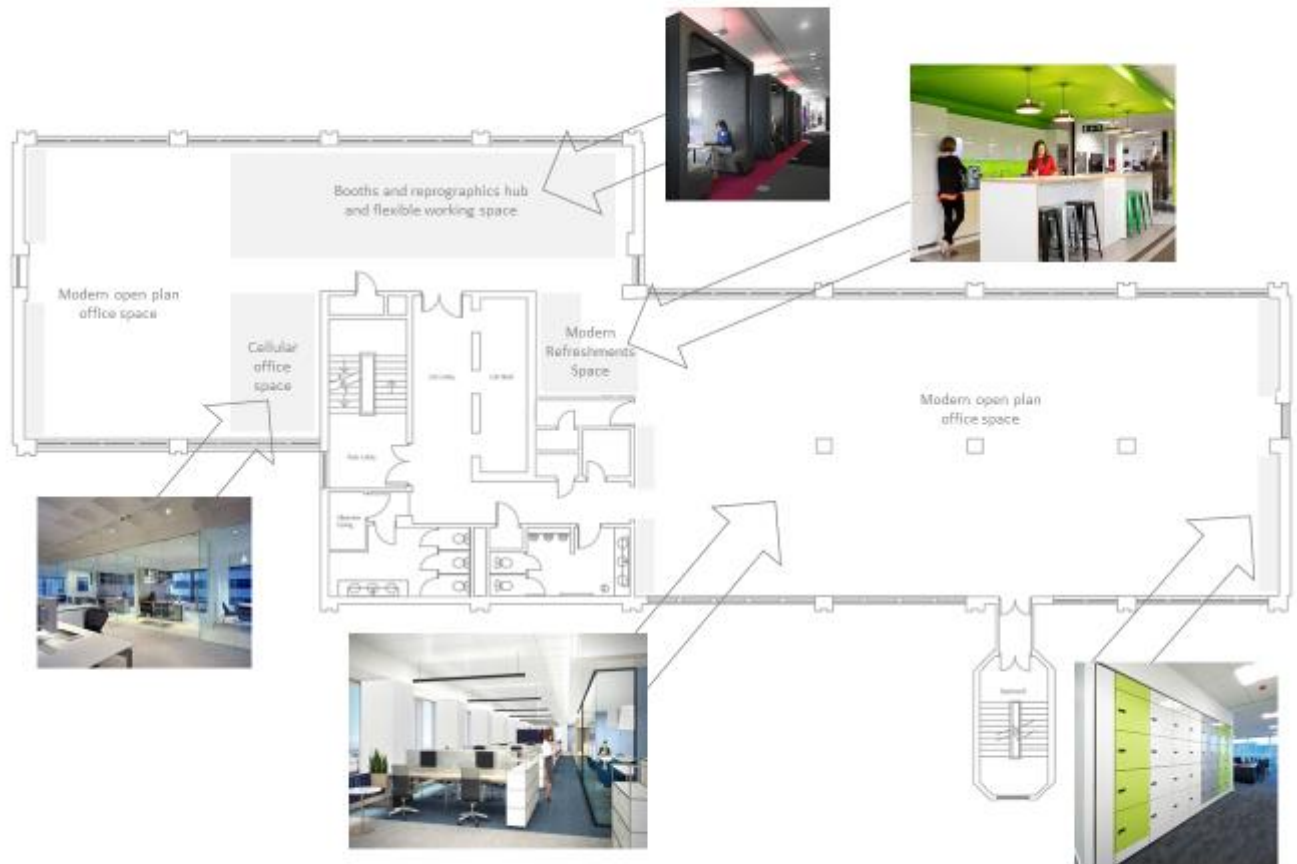 Booths and reprographics hub
and flexible working space
Modern open plan
office space
Cellular
office
space
Modern
Refreshments
Space
Modern open plan
office space